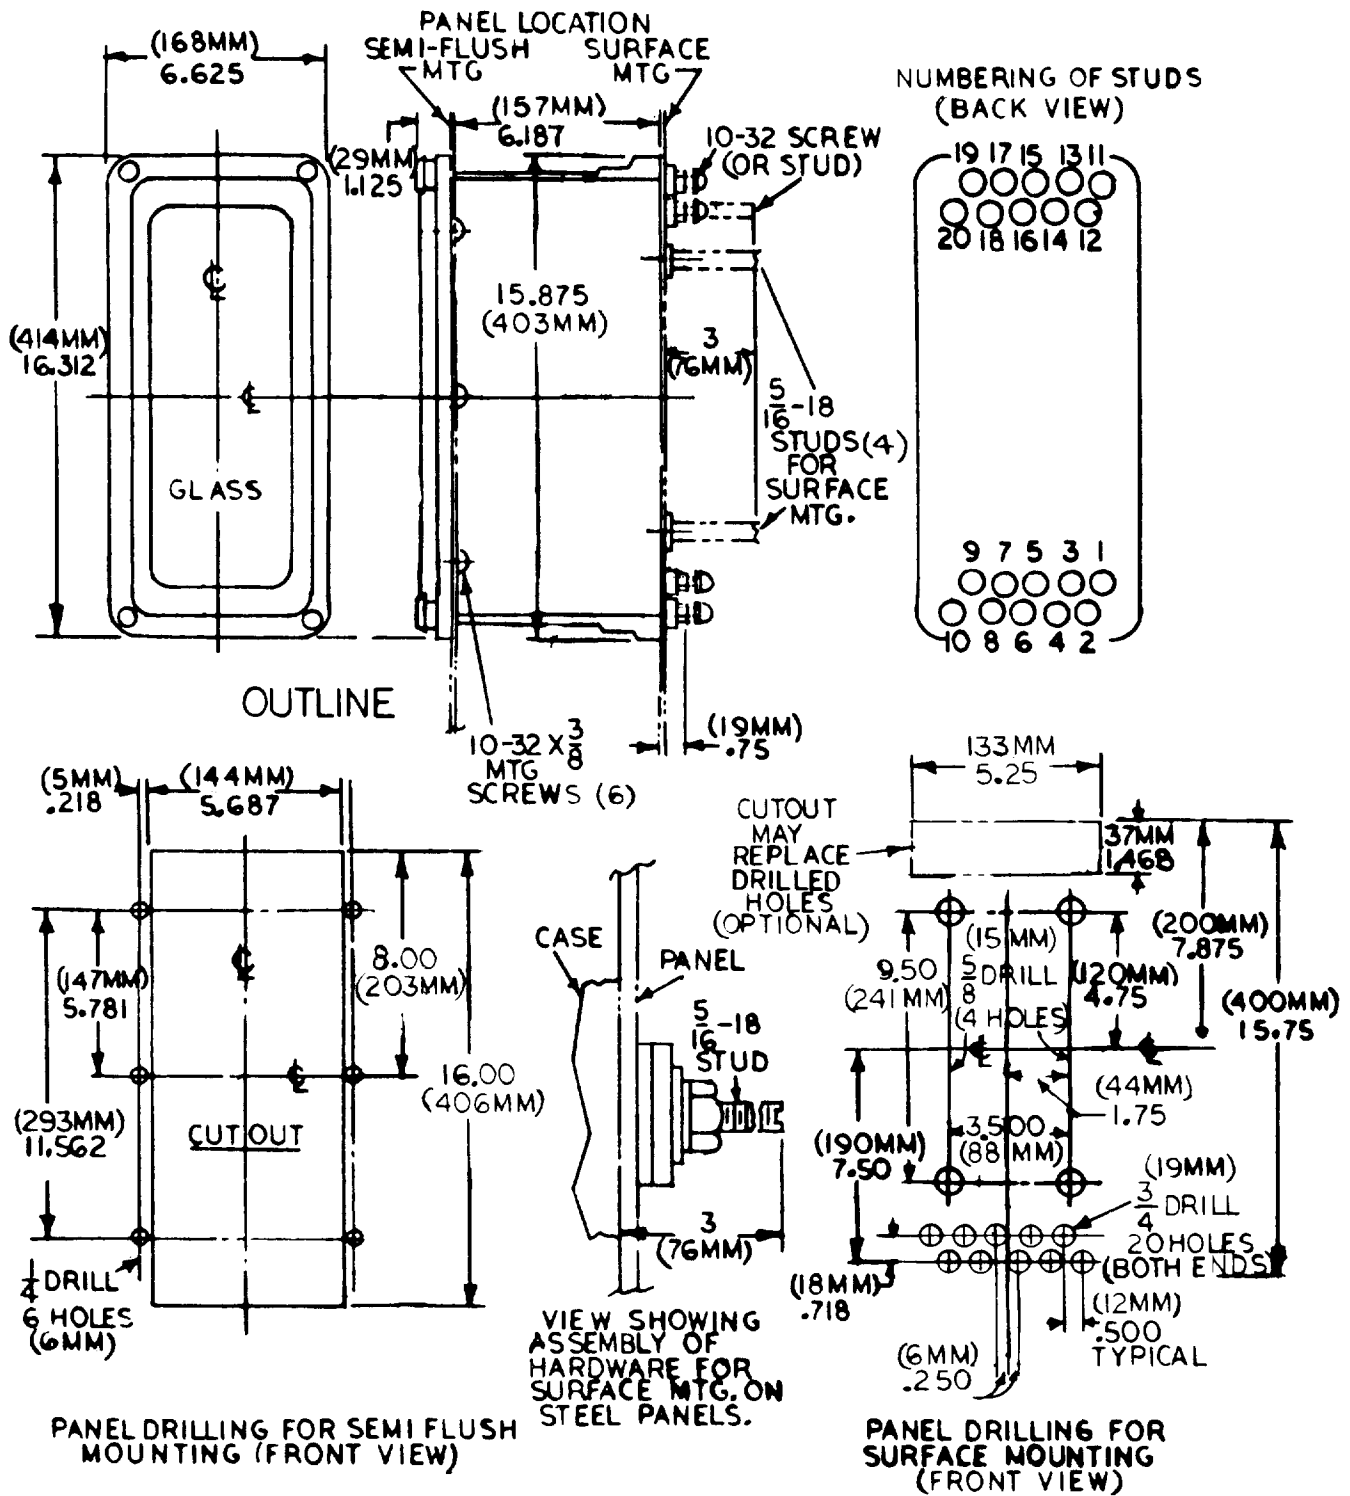 PANEL LOCATION
SEMI-FLUSH
MTG
SURFACE
MTG
(168MM)
6.625
(157MM)
6.187
(29MM)
1.125
10-32 SCREW
(OR STUD)
NUMBERING OF STUDS
(BACK VIEW)
19 17 15 13 11
20 18 16 14 12
(414MM)
16.312
15.875
(403MM)
3
(76MM)
5/16-18
STUDS(4)
FOR
SURFACE
MTG.
GLASS
9 7 5 3 1
10 8 6 4 2
OUTLINE
10-32 X 3/8
MTG
SCREWS (6)
(19MM)
.75
(5MM)
.218
(144MM)
5.687
8.00
(203MM)
(147MM)
5.781
16.00
(406MM)
(293MM)
11.562
CUTOUT
1/4 DRILL
6 HOLES
(6MM)
PANEL DRILLING FOR SEMI FLUSH
MOUNTING (FRONT VIEW)
CASE
PANEL
5/16-18
STUD
3
(76MM)
VIEW SHOWING
ASSEMBLY OF
HARDWARE FOR
SURFACE MTG. ON
STEEL PANELS.
133MM
5.25
CUTOUT
MAY
REPLACE
DRILLED
HOLES
(OPTIONAL)
37MM
1.468
(200MM)
7.875
(400MM)
15.75
(15MM)
5/8 DRILL
(4 HOLES)
9.50
(241MM)
(120MM)
4.75
(44MM)
1.75
3.500
(88MM)
(190MM)
7.50
(19MM)
3/4 DRILL
20 HOLES
(BOTH ENDS)
(18MM)
.718
(12MM)
.500
TYPICAL
(6MM)
.250
PANEL DRILLING FOR
SURFACE MOUNTING
(FRONT VIEW)